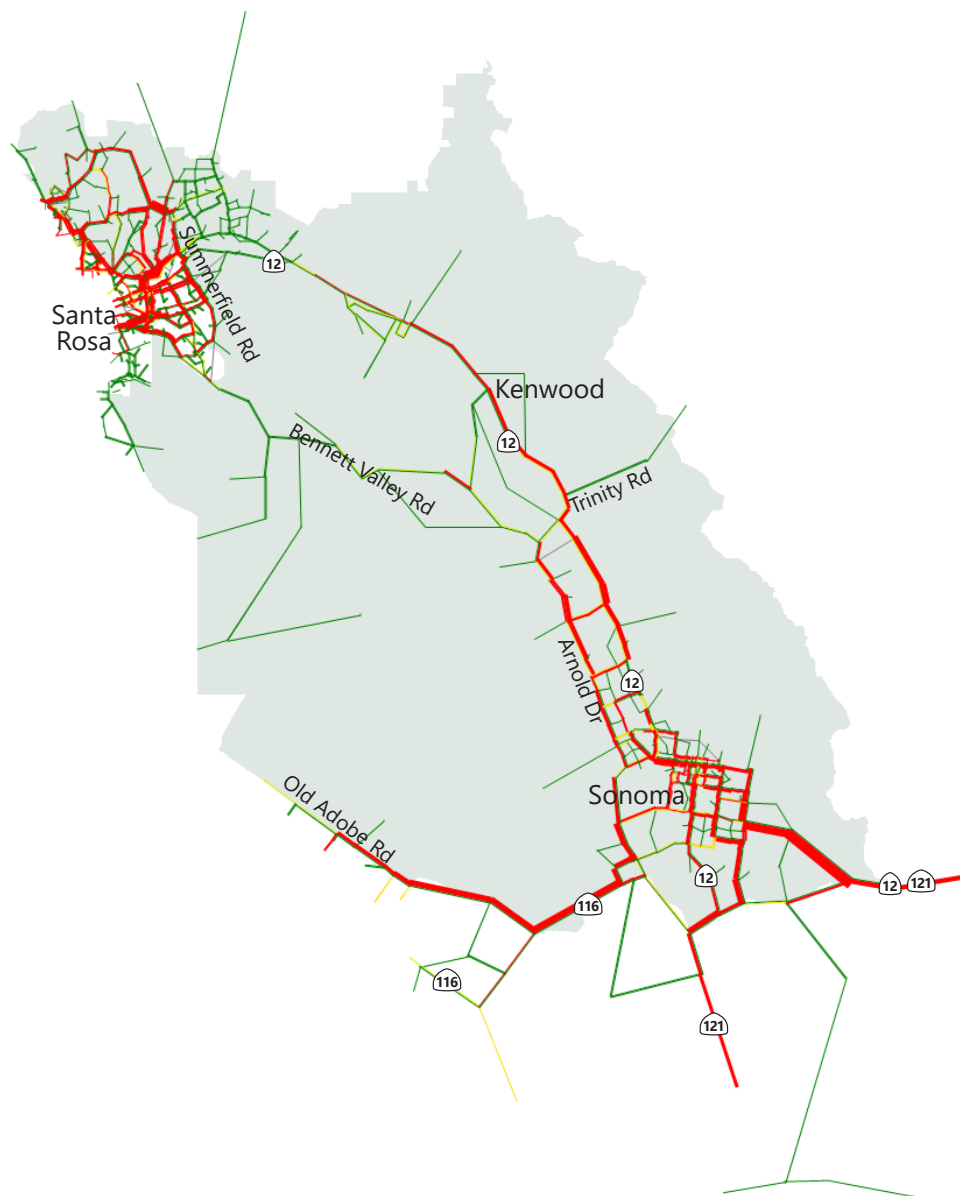 Summerfield Rd
12
Santa
Rosa
Kenwood
12
Bennett Valley Rd
Trinity Rd
Arnold Dr
12
Old Adobe Rd
Sonoma
12
12
121
116
116
121